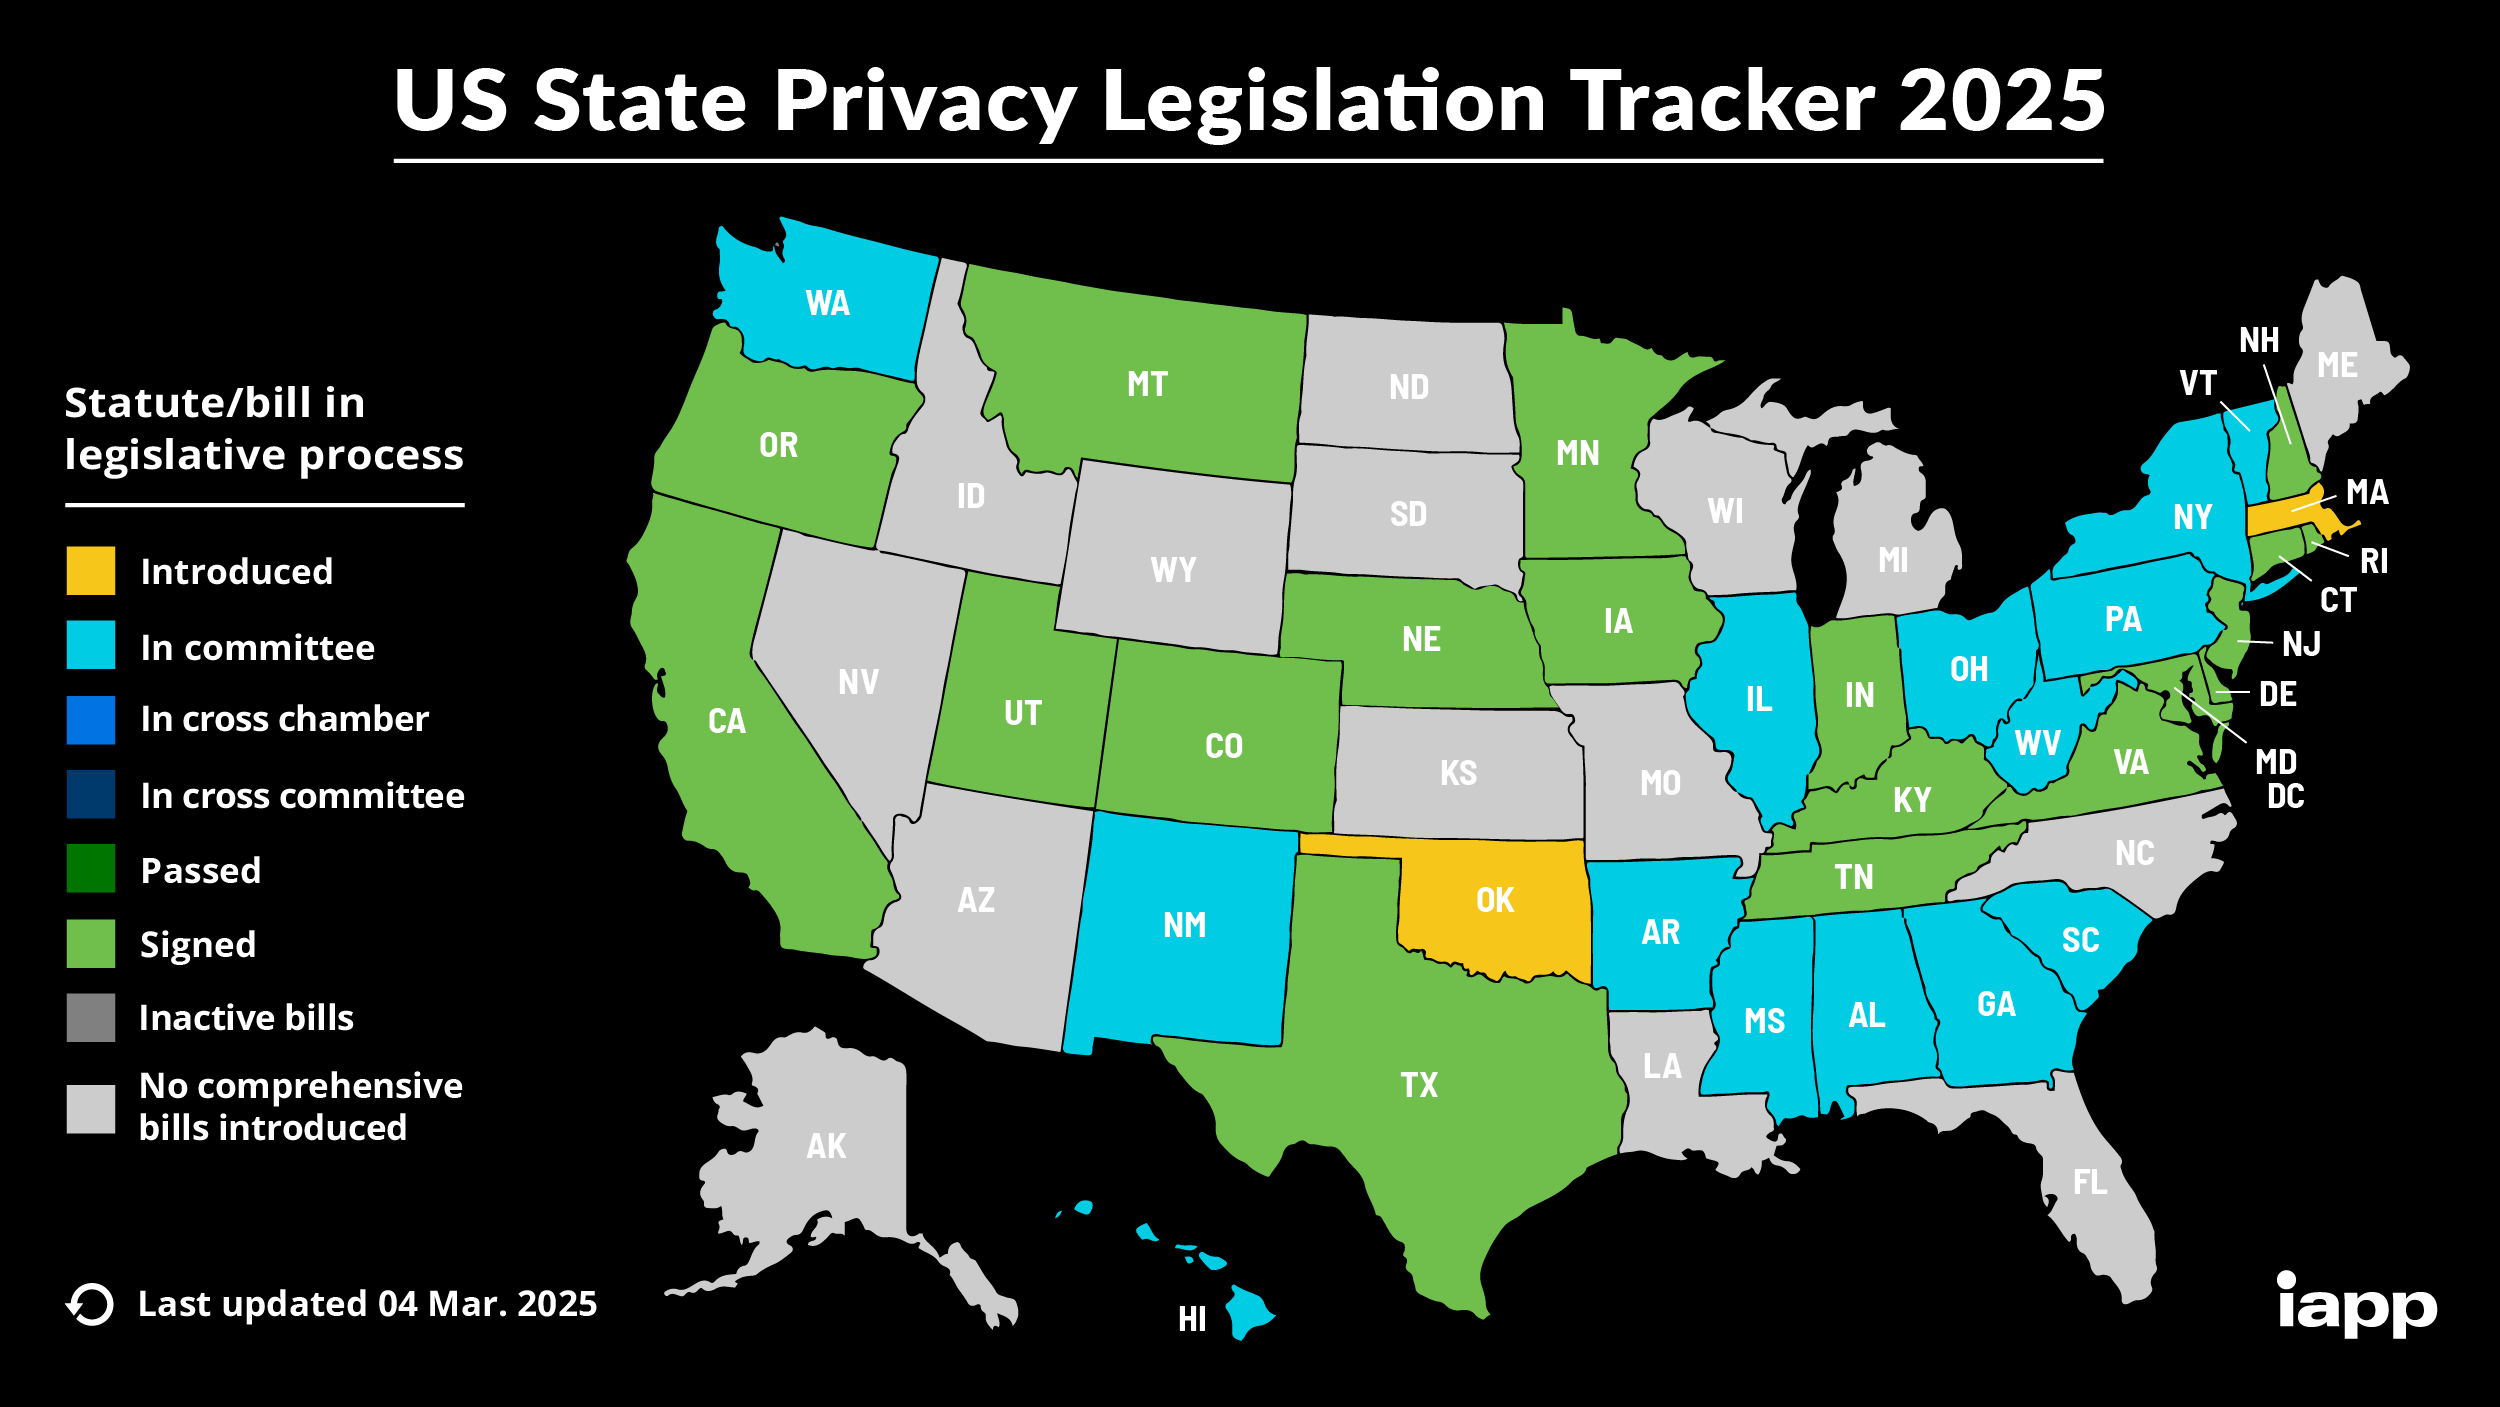 US State Privacy Legislation Tracker 2025
Statute/bill in
legislative process
Introduced
In committee
In cross chamber
In cross committee
Passed
Signed
Inactive bills
No comprehensive
bills introduced
Last updated 04 Mar. 2025
WA
OR
CA
NV
ID
MT
WY
UT
AZ
CO
NM
ND
SD
NE
KS
OK
TX
MN
IA
MO
AR
LA
WI
IL
MI
IN
OH
KY
TN
MS
AL
GA
FL
SC
NC
VA
WV
PA
NY
VT
NH
ME
MA
RI
CT
NJ
DE
MD
DC
AK
HI
iapp